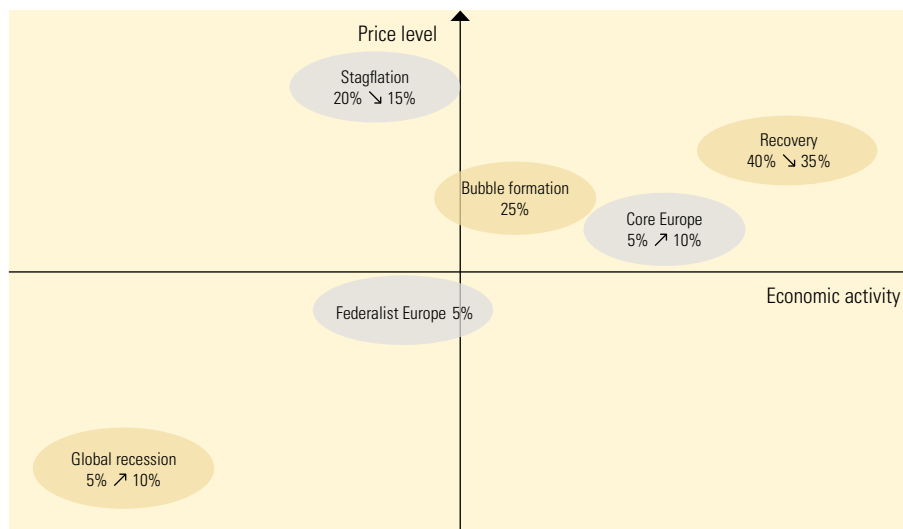 Price level
Stagflation
20% ↘ 15%
Recovery
40% ↘ 35%
Bubble formation
25%
Core Europe
5% ↗ 10%
Economic activity
Federalist Europe 5%
Global recession
5% ↗ 10%